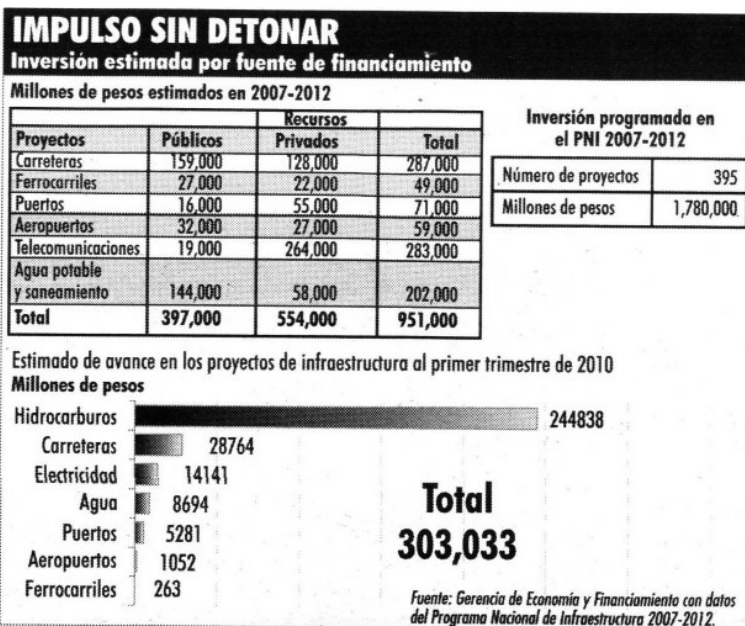 IMPULSO SIN DETONAR
Inversión estimada por fuente de financiamiento
Millones de pesos estimados en 2007-2012
Recursos
Proyectos Públicos Privados Total
Carreteras 159,000 128,000 287,000
Ferrocarriles 27,000 22,000 49,000
Puertos 16,000 55,000 71,000
Aeropuertos 32,000 27,000 59,000
Telecomunicaciones 19,000 264,000 283,000
Agua potable
y saneamiento 144,000 58,000 202,000
Total 397,000 554,000 951,000
Inversión programada en
el PNI 2007-2012
Número de proyectos 395
Millones de pesos 1,780,000
Estimado de avance en los proyectos de infraestructura al primer trimestre de 2010
Millones de pesos
Hidrocarburos 244838
Carreteras 28764
Electricidad 14141
Agua 8694
Puertos 5281
Aeropuertos 1052
Ferrocarriles 263
Total
303,033
Fuente: Gerencia de Economía y Financiamiento con datos
del Programa Nacional de Infraestructura 2007-2012.